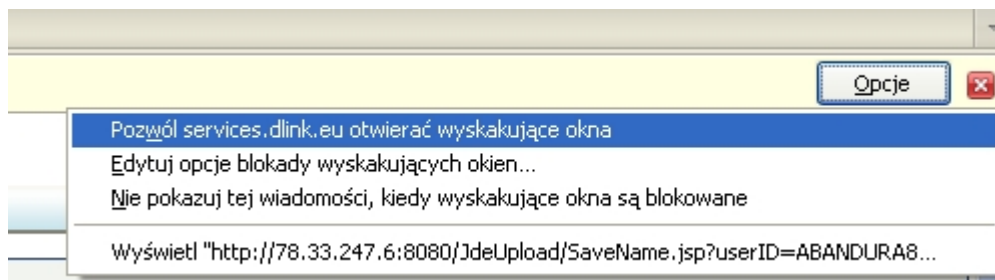 Opcje
Pozwól services.dlink.eu otwierać wyskakujące okna
Edytuj opcje blokady wyskakujących okien...
Nie pokazuj tej wiadomości, kiedy wyskakujące okna są blokowane
Wyświetl "http://78.33.247.6:8080/JdeUpload/SaveName.jsp?userID=ABANDURA8...